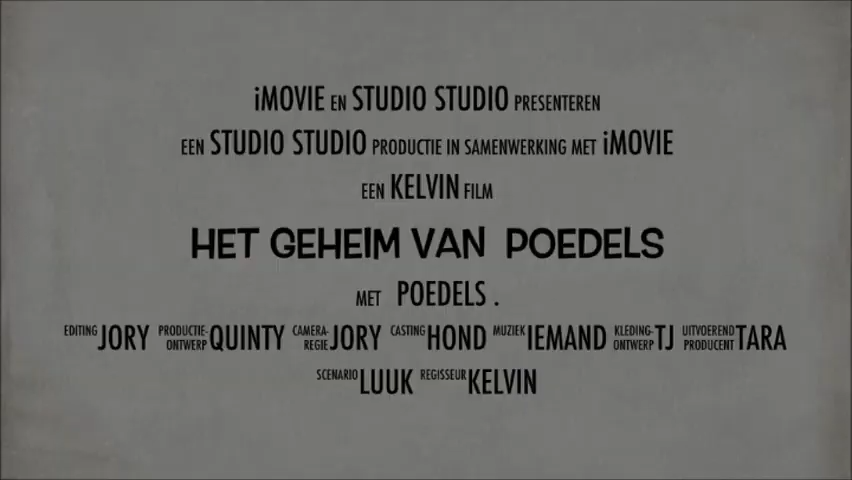 iMOVIE EN STUDIO STUDIO PRESENTEREN
EEN STUDIO STUDIO PRODUCTIE IN SAMENWERKING MET iMOVIE
EEN KELVIN FILM
HET GEHEIM VAN POEDELS
MET POEDELS .
EDITING JORY PRODUCTIE-ONTWERP QUINTY CAMERA-REGIE JORY CASTING HOND MUZIEK IEMAND KLEDING-ONTWERP TJ UITVOEREND PRODUCENT TARA
SCENARIO LUUK REGISSEUR KELVIN